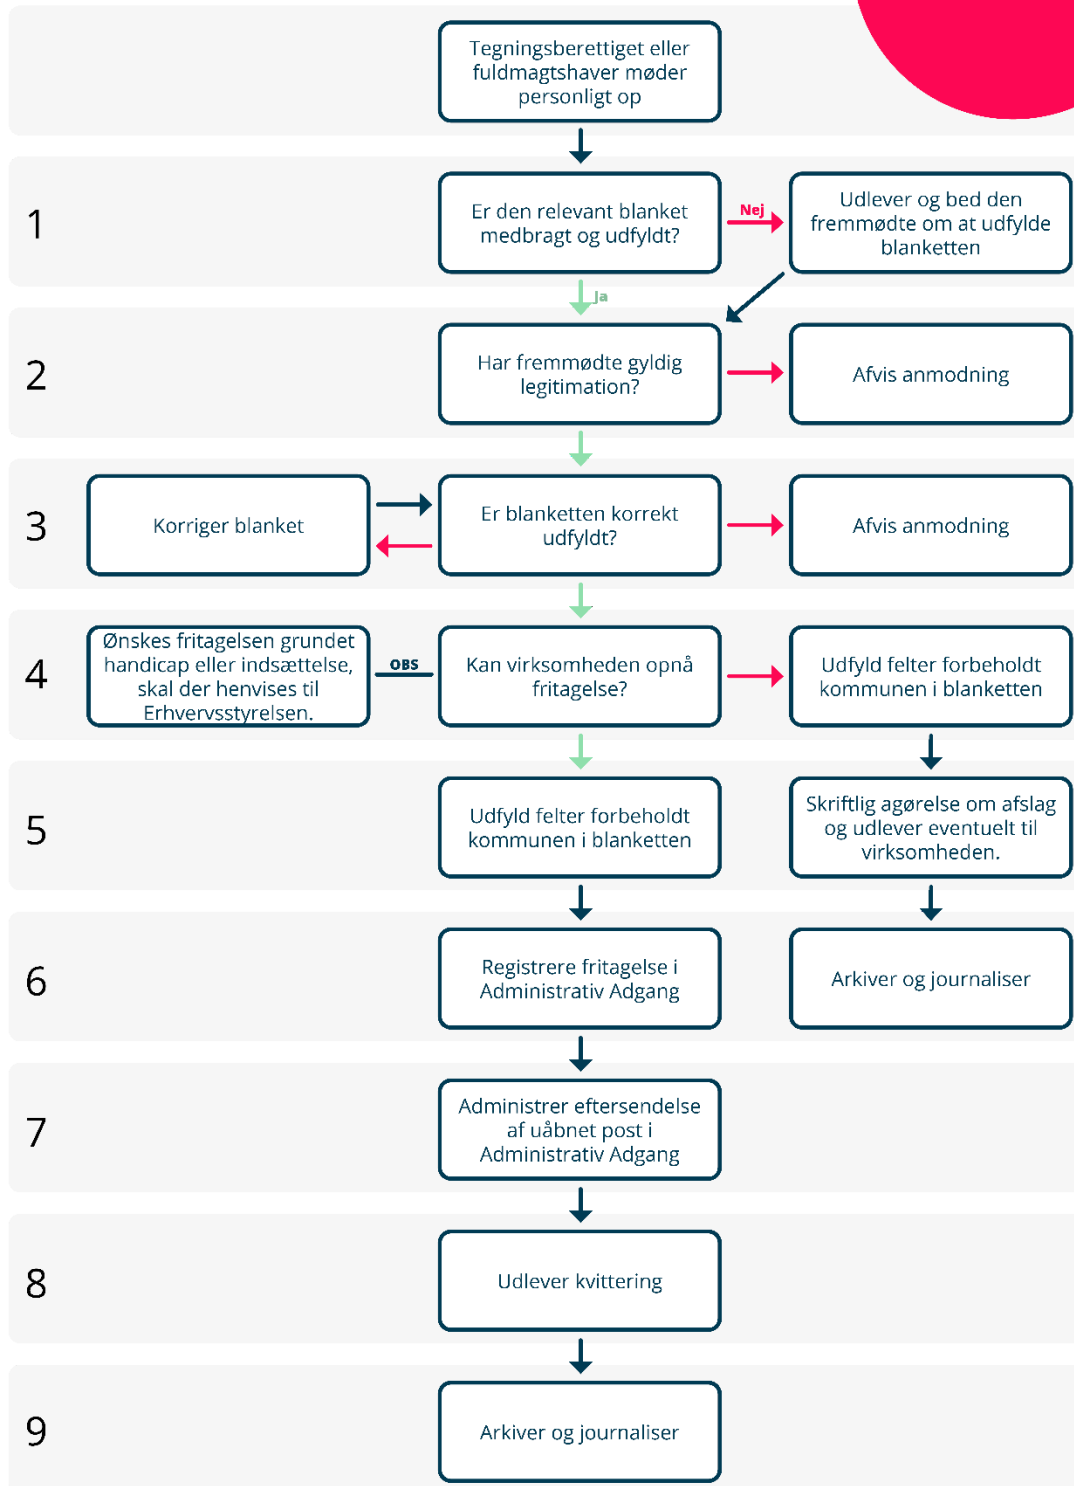 Tegningsberettiget eller
fuldmagtshaver møder
personligt op
1
Er den relevant blanket
medbragt og udfyldt?
Nej
Udlever og bed den
fremmødte om at udfylde
blanketten
Ja
2
Har fremmødte gyldig
legitimation?
Afvis anmodning
3
Korriger blanket
Er blanketten korrekt
udfyldt?
Afvis anmodning
4
Ønskes fritagelsen grundet
handicap eller indsættelse,
skal der henvises til
Erhvervsstyrelsen.
OBS
Kan virksomheden opnå
fritagelse?
Udfyld felter forbeholdt
kommunen i blanketten
5
Udfyld felter forbeholdt
kommunen i blanketten
Skriftlig agørelse om afslag
og udlever eventuelt til
virksomheden.
6
Registrere fritagelse i
Administrativ Adgang
Arkiver og journaliser
7
Administrer eftersendelse
af uåbnet post i
Administrativ Adgang
8
Udlever kvittering
9
Arkiver og journaliser